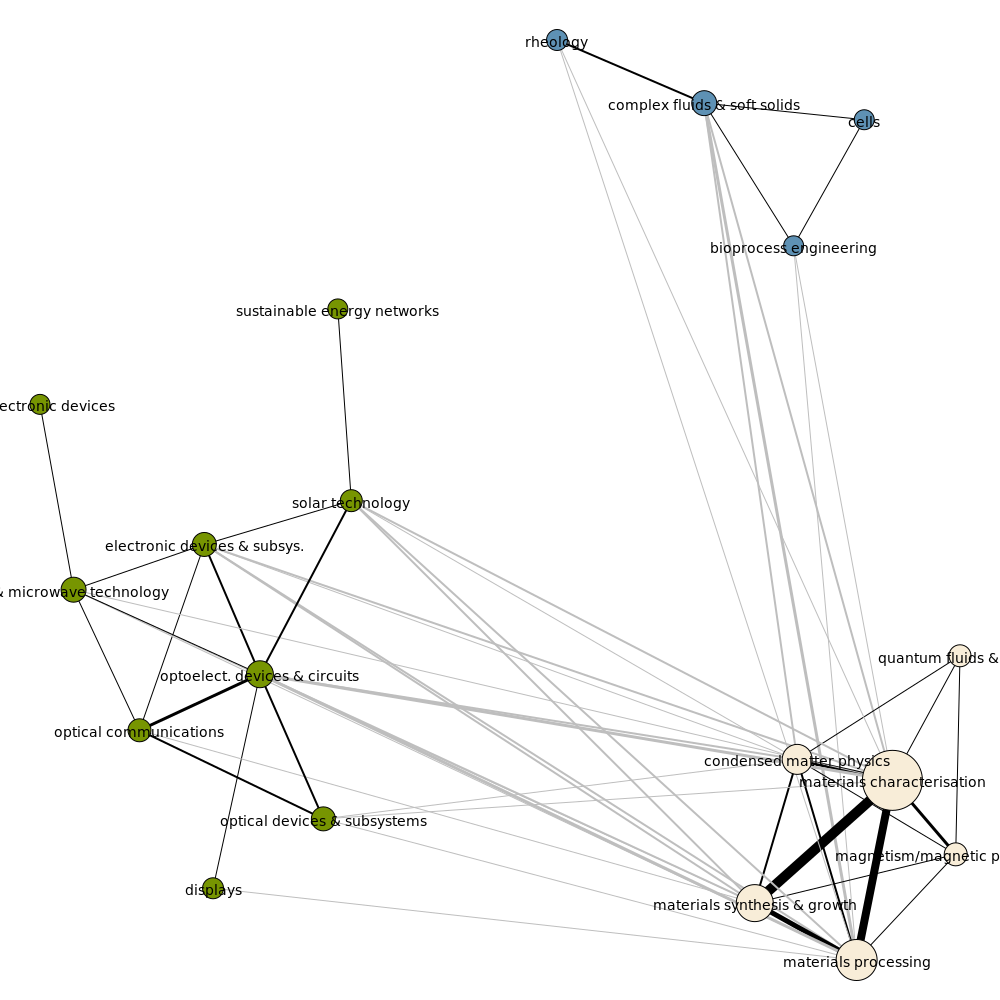 rheology
complex fluids & soft solids
cells
bioprocess engineering
sustainable energy networks
ectronic devices
solar technology
electronic devices & subsys.
& microwave technology
optoelect. devices & circuits
quantum fluids &
optical communications
condensed matter physics
materials characterisation
optical devices & subsystems
magnetism/magnetic p
displays
materials synthesis & growth
materials processing